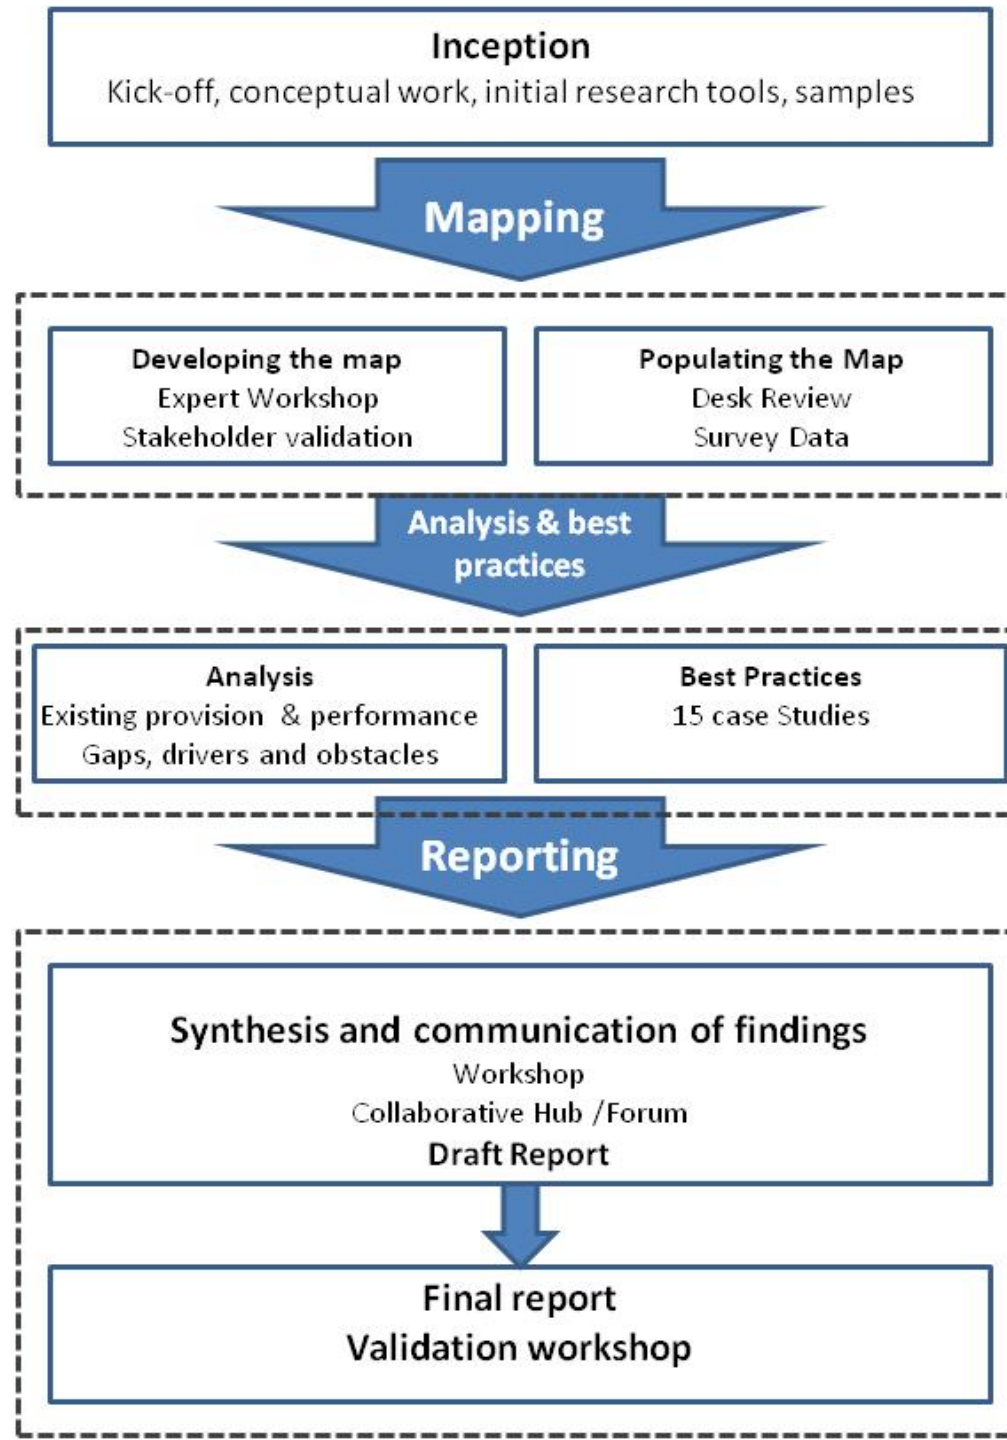 Inception
Kick-off, conceptual work, initial research tools, samples
Mapping
Developing the map
Expert Workshop
Stakeholder validation
Populating the Map
Desk Review
Survey Data
Analysis & best
practices
Analysis
Existing provision & performance
Gaps, drivers and obstacles
Best Practices
15 case Studies
Reporting
Synthesis and communication of findings
Workshop
Collaborative Hub /Forum
Draft Report
Final report
Validation workshop